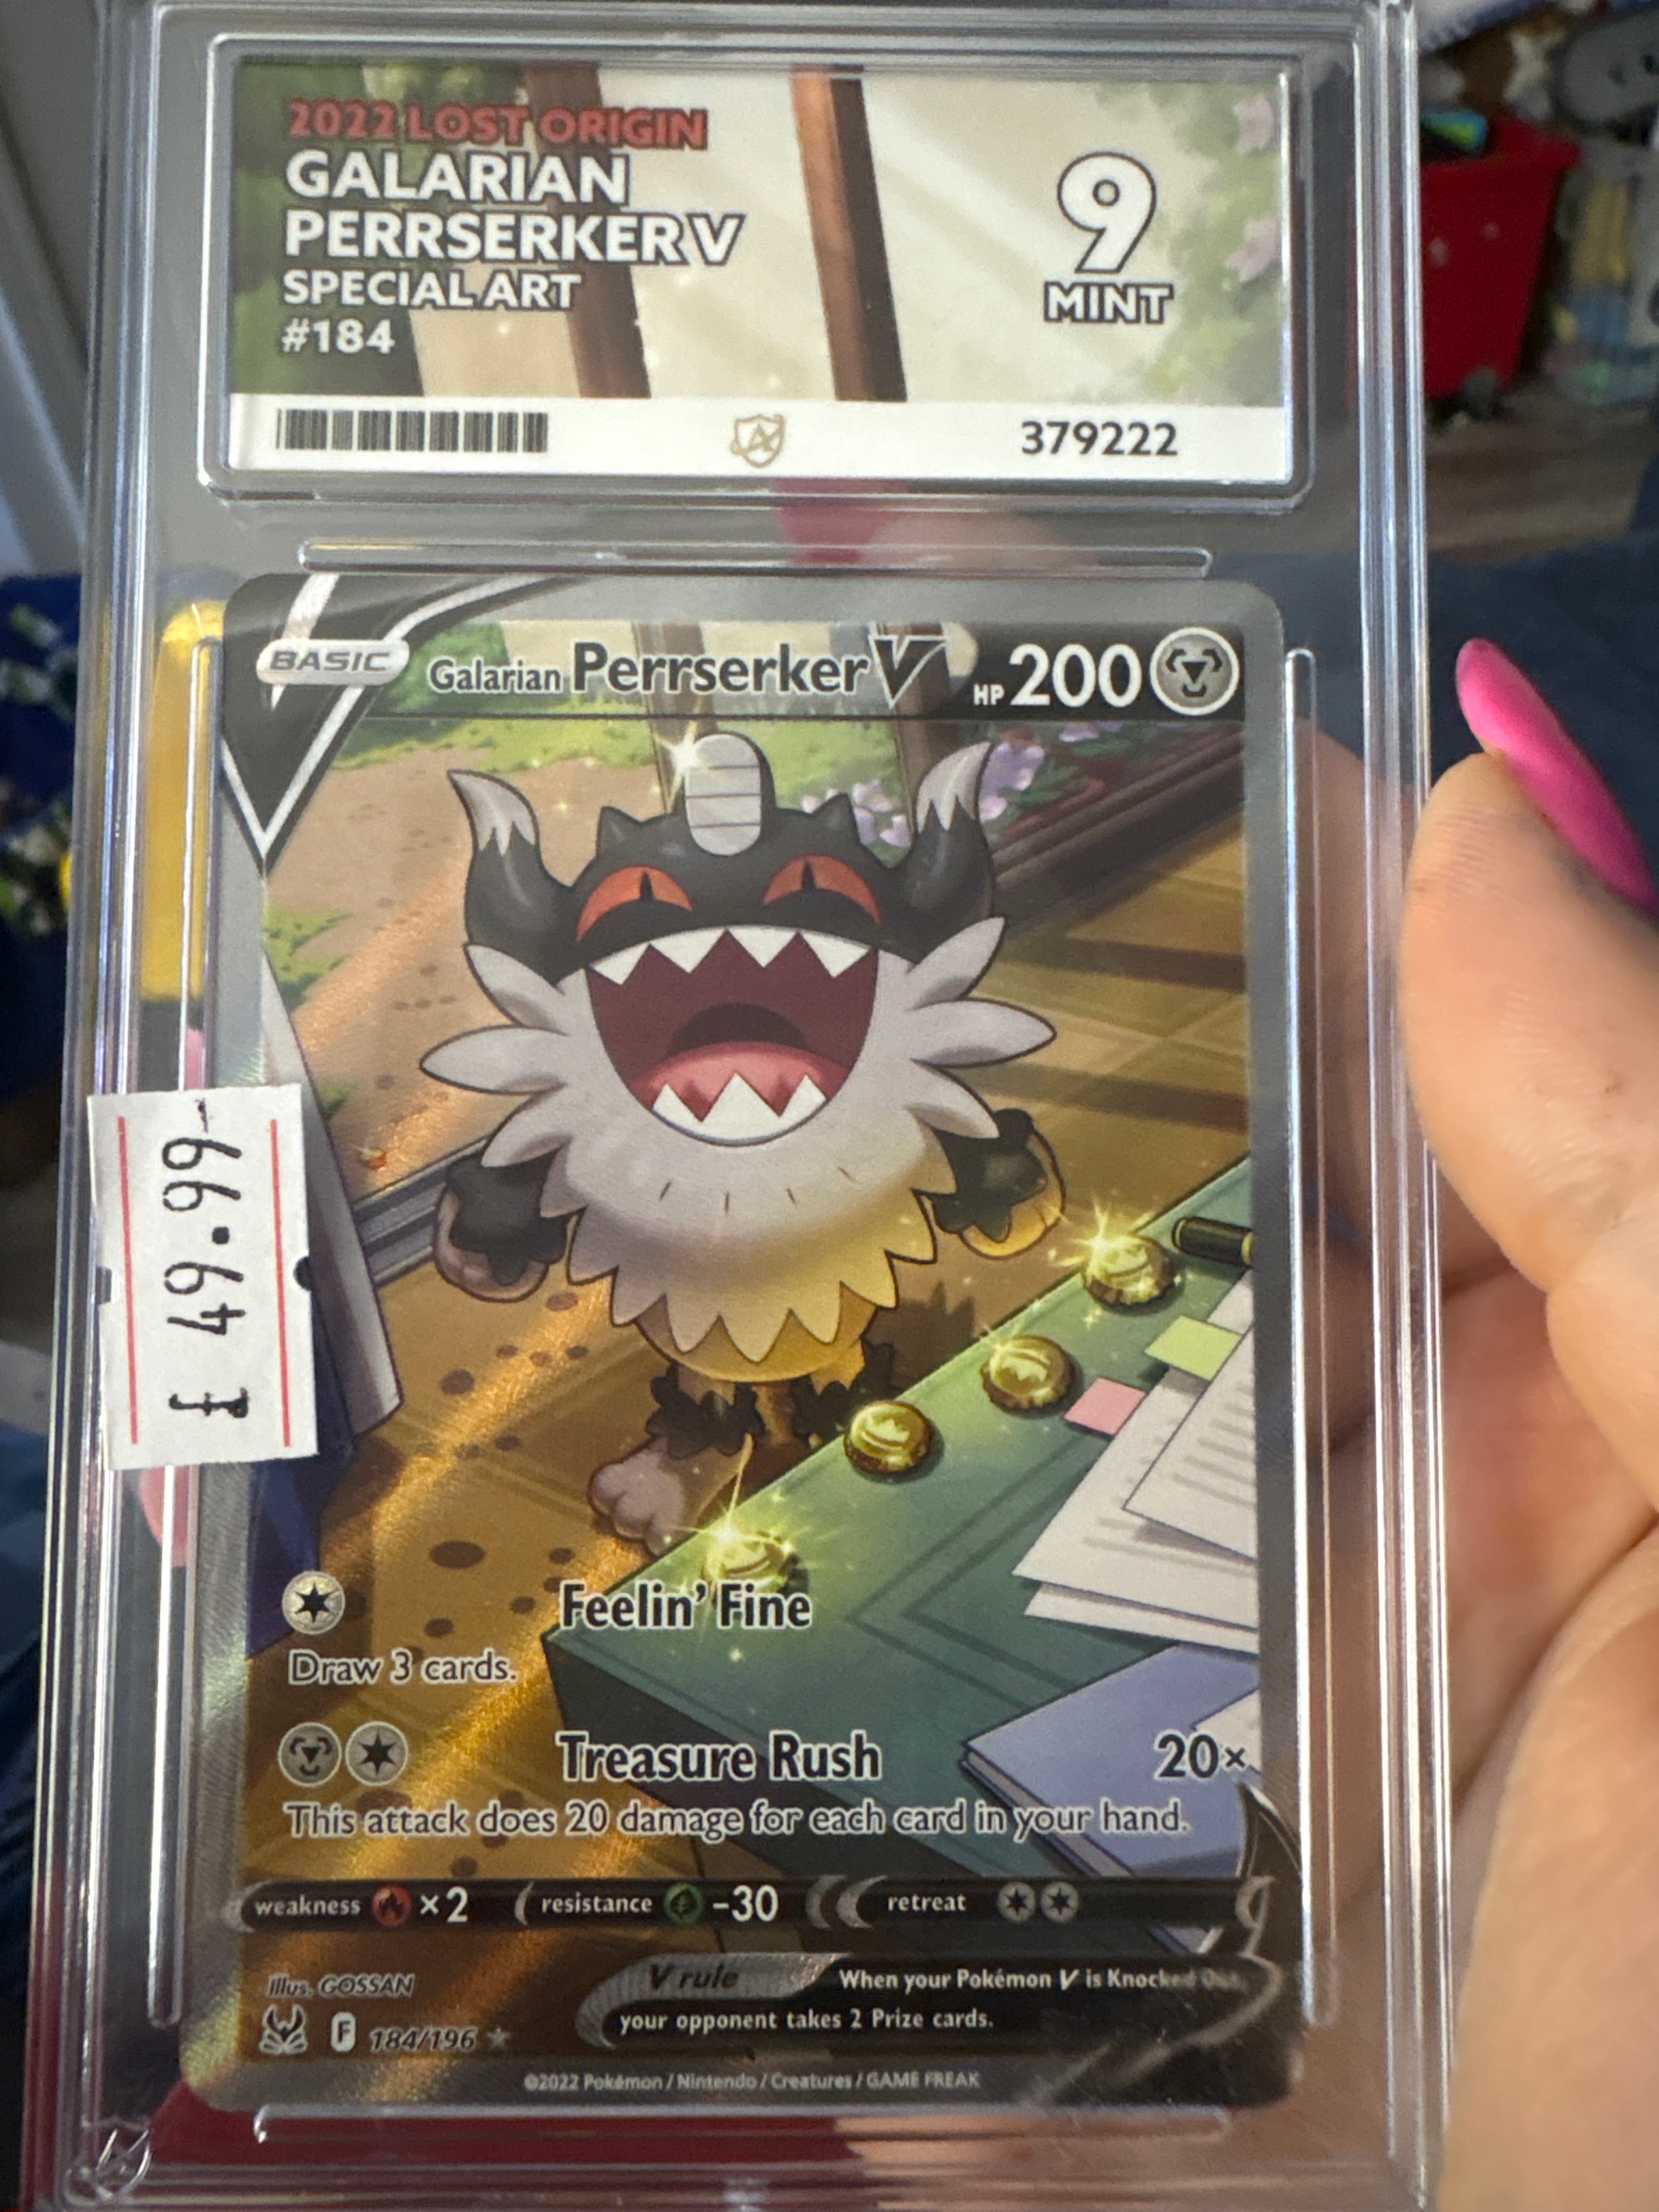 2022 LOST ORIGIN
GALARIAN
PERRSERKER V
SPECIAL ART
#184
9
MINT
379222
BASIC
Galarian Perrserker V HP 200
£ 49.99
Feelin' Fine
Draw 3 cards.
Treasure Rush 20×
This attack does 20 damage for each card in your hand.
weakness ×2 resistance -30 retreat
Illus. GOSSAN
V rule When your Pokémon V is Knocked Out,
your opponent takes 2 Prize cards.
F 184/196
©2022 Pokémon / Nintendo / Creatures / GAME FREAK